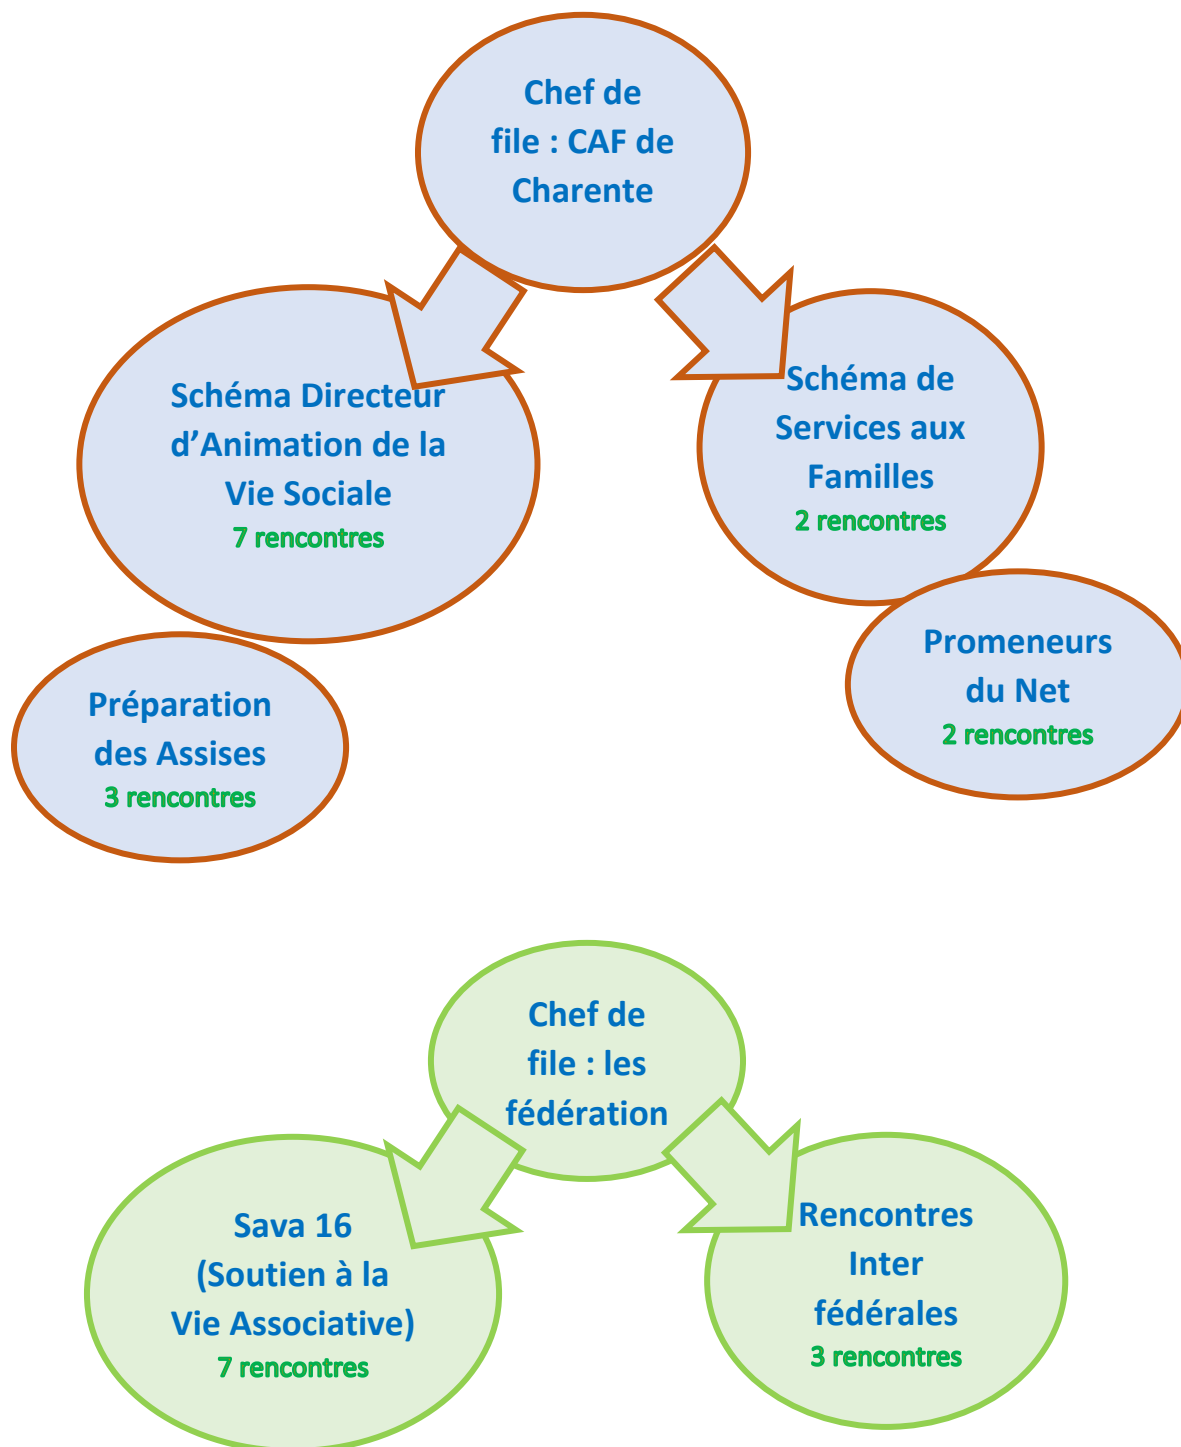 Chef de
file : CAF de
Charente
Schéma Directeur
d’Animation de la
Vie Sociale
7 rencontres
Schéma de
Services aux
Familles
2 rencontres
Préparation
des Assises
3 rencontres
Promeneurs
du Net
2 rencontres
Chef de
file : les
fédération
Sava 16
(Soutien à la
Vie Associative)
7 rencontres
Rencontres
Inter
fédérales
3 rencontres